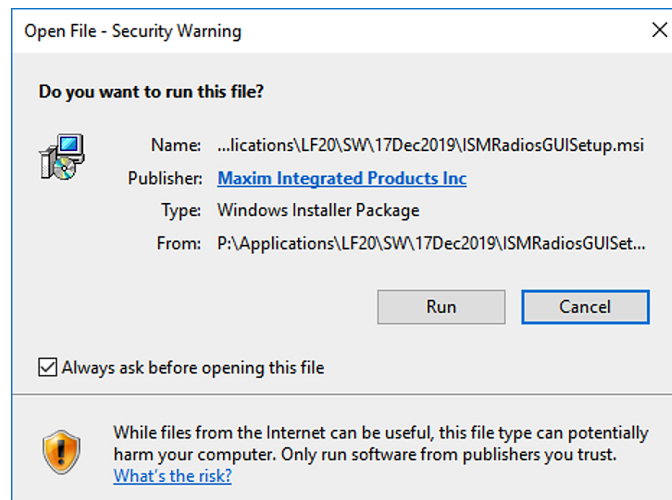 Open File - Security Warning
Do you want to run this file?
Name: ...lications\LF20\SW\17Dec2019\ISMRadiosGUISetup.msi
Publisher: Maxim Integrated Products Inc
Type: Windows Installer Package
From: P:\Applications\LF20\SW\17Dec2019\ISMRadiosGUISet...
Run Cancel
Always ask before opening this file
While files from the Internet can be useful, this file type can potentially
harm your computer. Only run software from publishers you trust.
What's the risk?